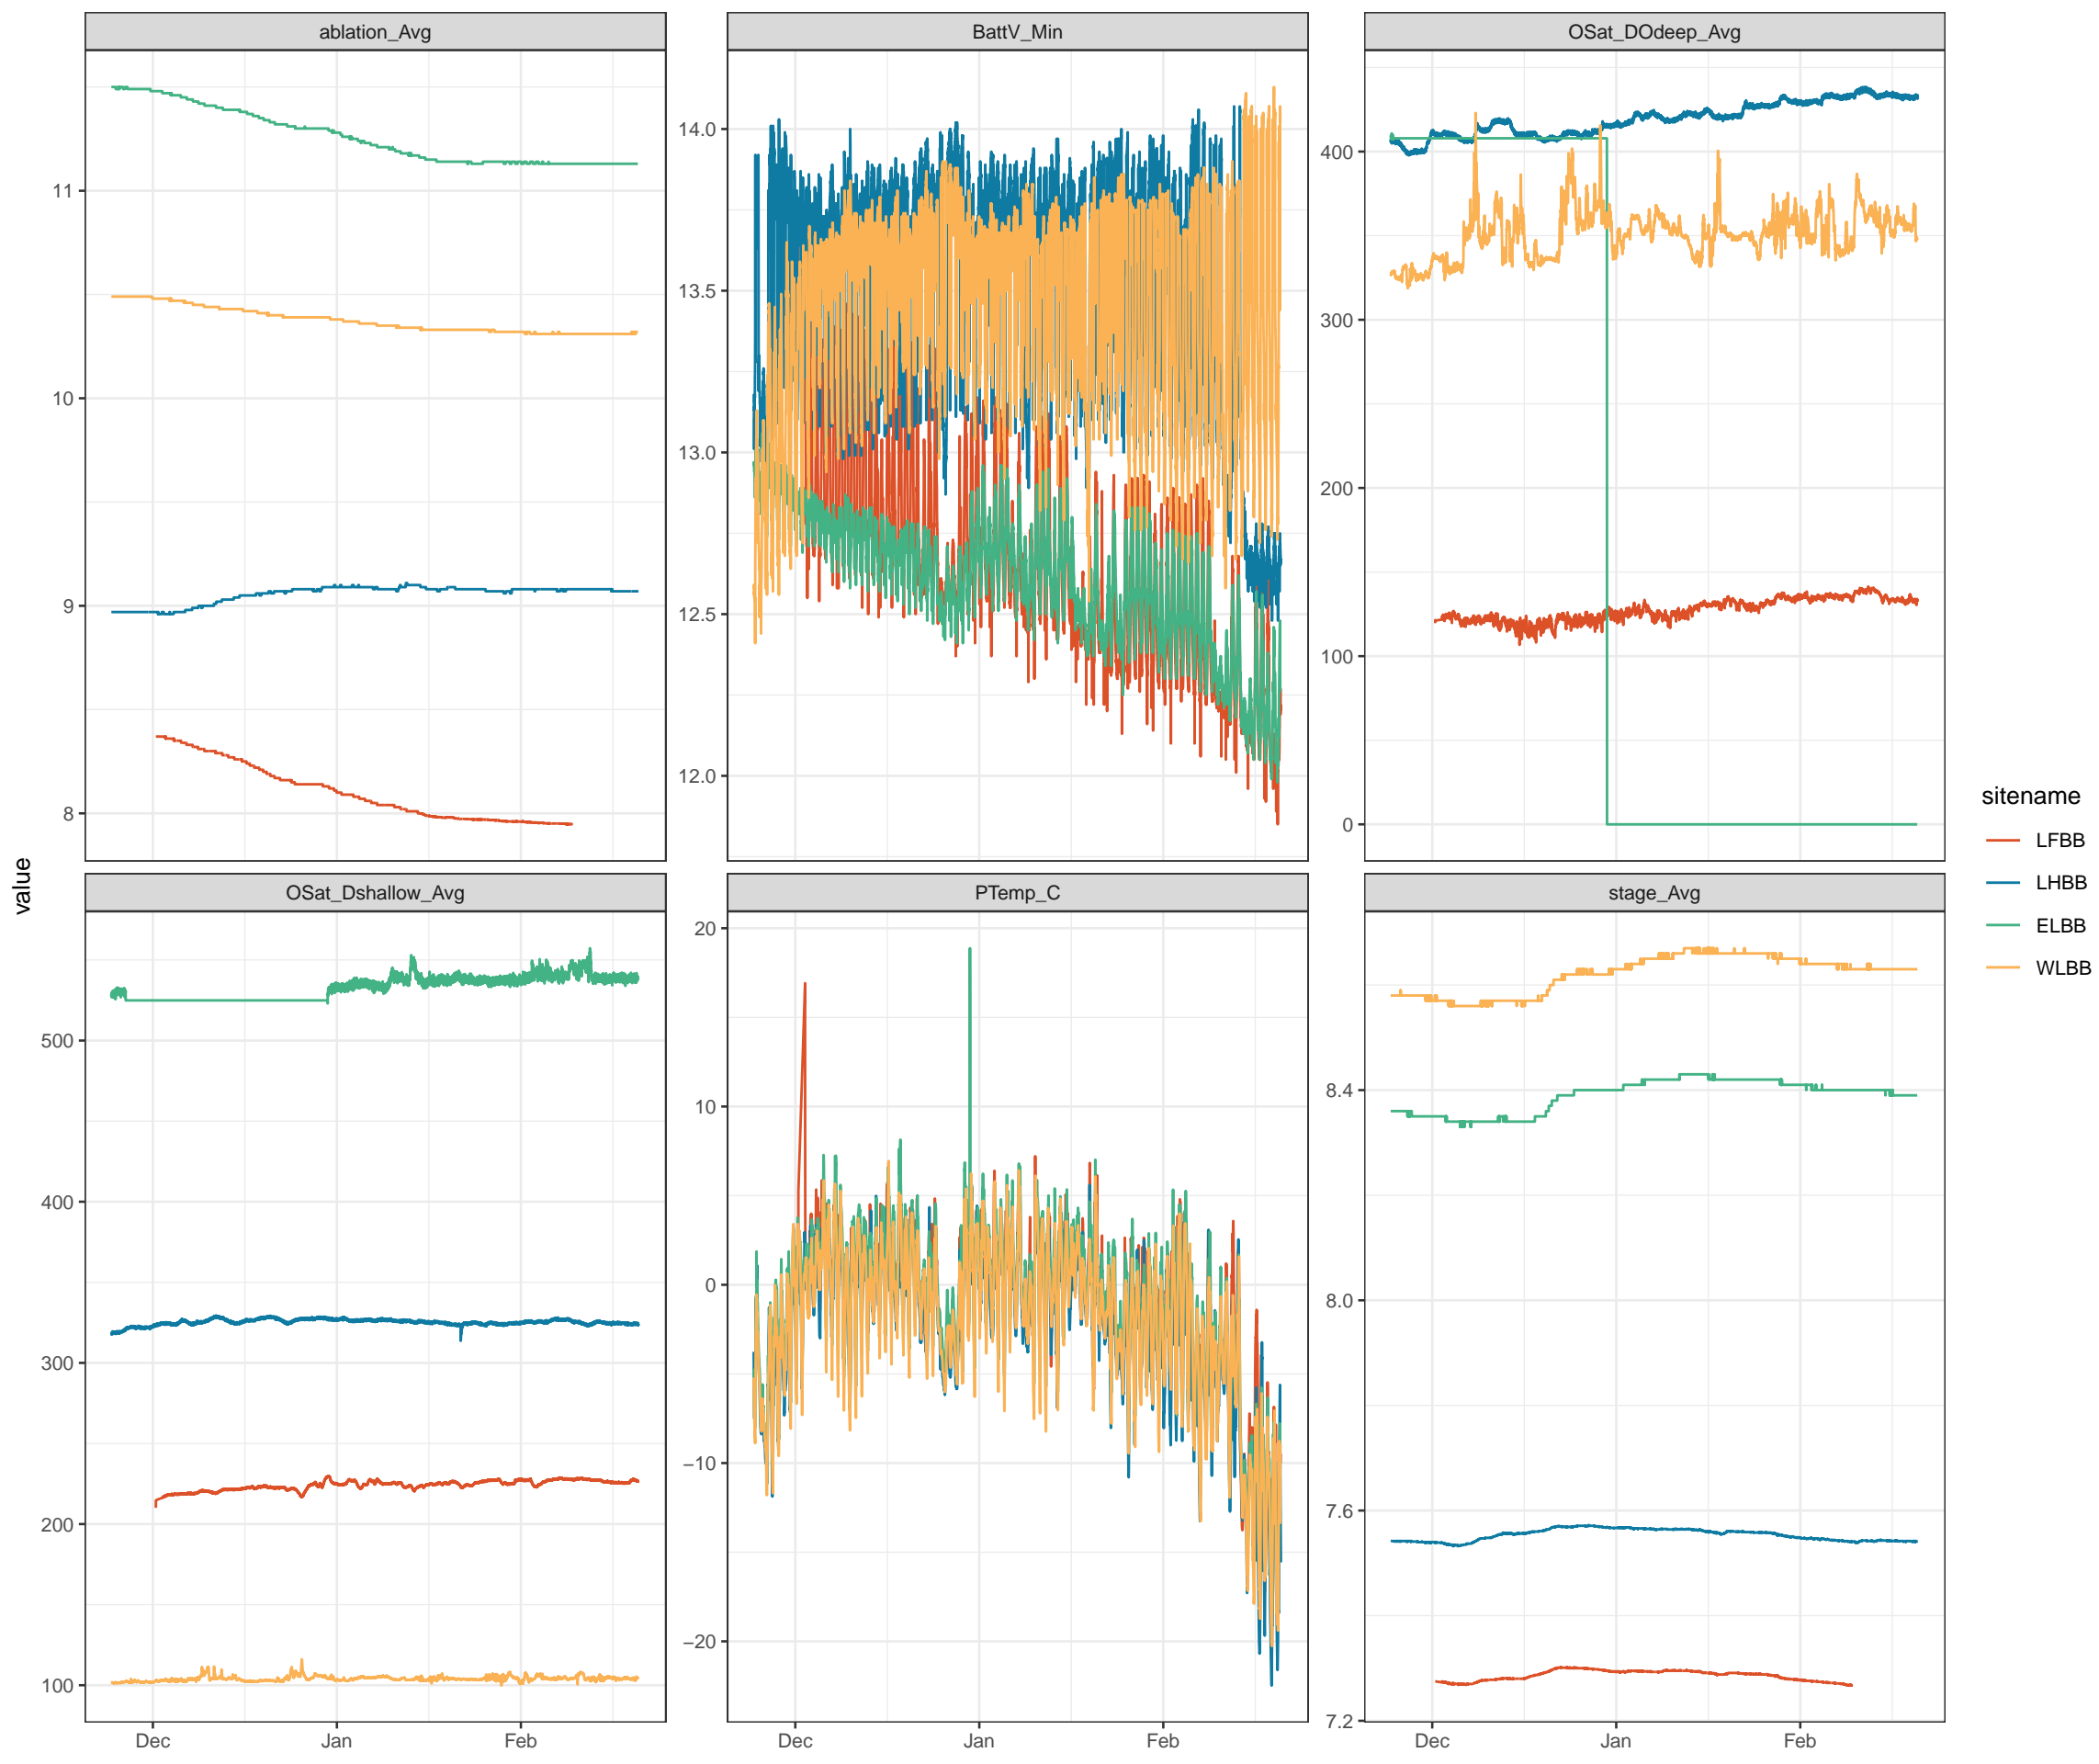 ablation_Avg
BattV_Min
OSat_DOdeep_Avg
11
10
9
8
14.0
13.5
13.0
12.5
12.0
400
300
200
100
0
value
OSat_Dshallow_Avg
PTemp_C
stage_Avg
500
400
300
200
100
20
10
0
−10
−20
8.4
8.0
7.6
7.2
Dec Jan Feb
Dec Jan Feb
Dec Jan Feb
sitename
LFBB
LHBB
ELBB
WLBB